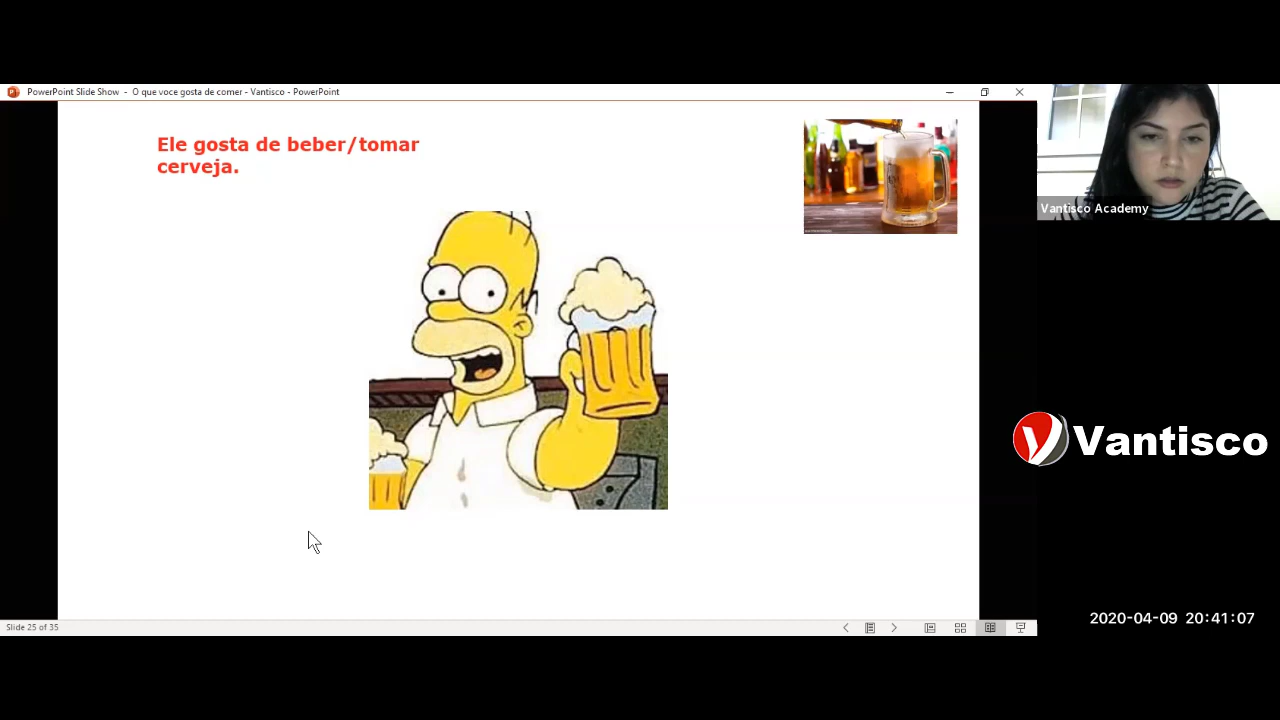 PowerPoint Slide Show - O que voce gosta de comer - Vantisco - PowerPoint
Ele gosta de beber/tomar
cerveja.
Vantisco Academy
Vantisco
2020-04-09 20:41:07
Slide 25 of 35